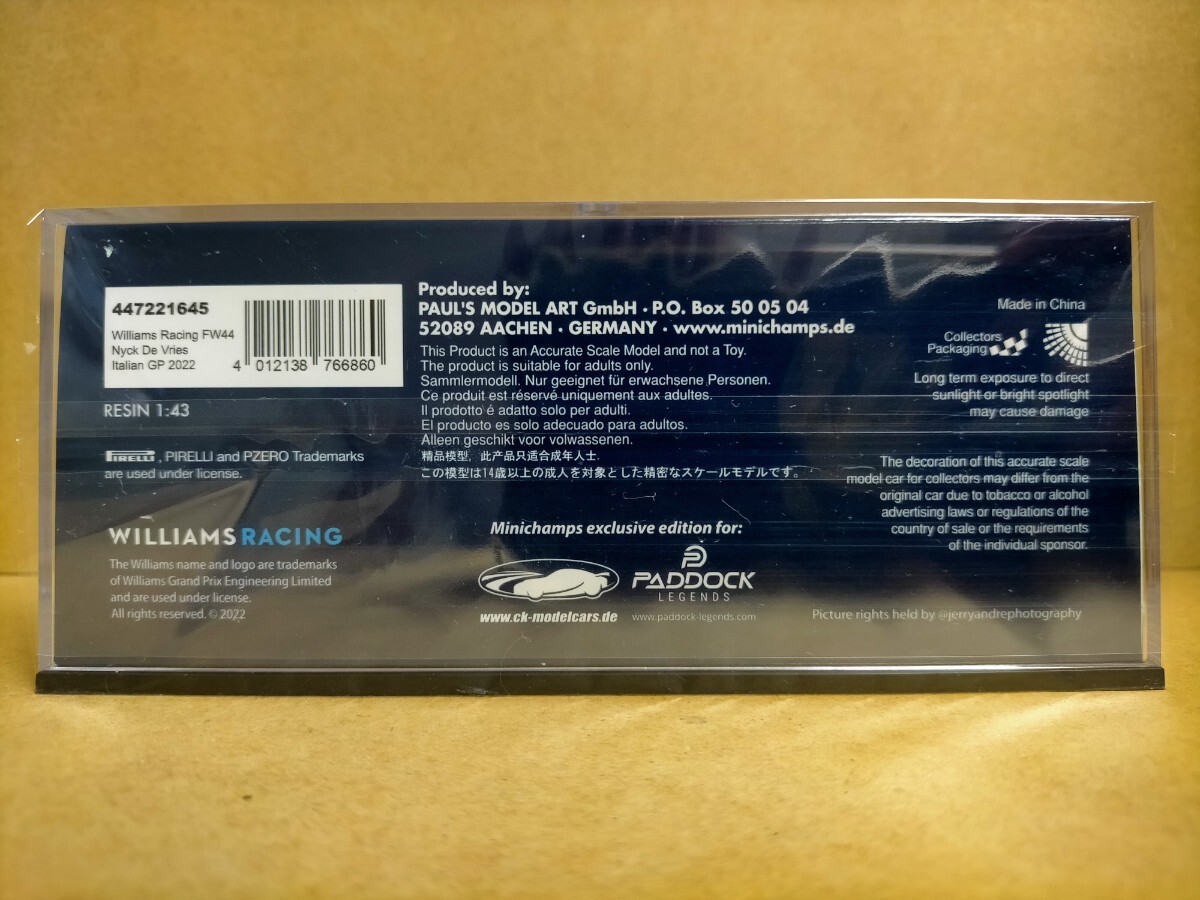 447221645
Williams Racing FW44
Nyck De Vries
Italian GP 2022
4 012138 766860
RESIN 1:43
PIRELLI, PIRELLI and PZERO Trademarks
are used under license.
WILLIAMS RACING
The Williams name and logo are trademarks
of Williams Grand Prix Engineering Limited
and are used under license.
All rights reserved. © 2022
Produced by:
PAUL'S MODEL ART GmbH · P.O. Box 50 05 04
52089 AACHEN · GERMANY · www.minichamps.de
This Product is an Accurate Scale Model and not a Toy.
The product is suitable for adults only.
Sammlermodell. Nur geeignet für erwachsene Personen.
Ce produit est réservé uniquement aux adultes.
Il prodotto é adatto solo per adulti.
El producto es solo adecuado para adultos.
Alleen geschikt voor volwassenen.
精品模型，此产品只适合成年人士.
この模型は14歳以上の成人を対象とした精密なスケールモデルです。
Minichamps exclusive edition for:
www.ck-modelcars.de
PADDOCK
LEGENDS
www.paddock-legends.com
Made in China
Collectors
Packaging
Long term exposure to direct
sunlight or bright spotlight
may cause damage
The decoration of this accurate scale
model car for collectors may differ from the
original car due to tobacco or alcohol
advertising laws or regulations of the
country of sale or the requirements
of the individual sponsor.
Picture rights held by @jerryandrephotography